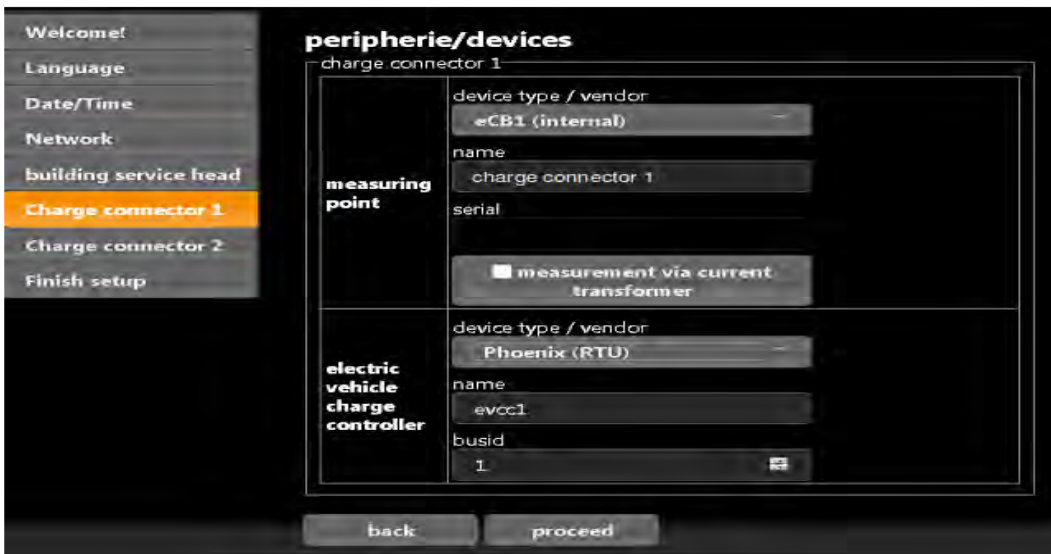 Welcome!
Language
Date/Time
Network
building service head
Charge connector 1
Charge connector 2
Finish setup
peripherie/devices
charge connector 1
measuring
point
device type / vendor
eCB1 (internal)
name
charge connector 1
serial
measurement via current
transformer
electric
vehicle
charge
controller
device type / vendor
Phoenix (RTU)
name
evcc1
busid
1
back
proceed